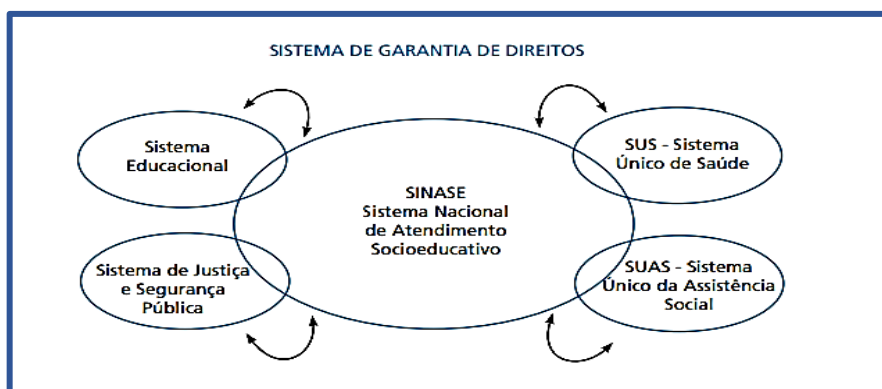 SISTEMA DE GARANTIA DE DIREITOS
Sistema
Educacional
SUS - Sistema
Único de Saúde
SINASE
Sistema Nacional
de Atendimento
Socioeducativo
Sistema de Justiça
e Segurança
Pública
SUAS - Sistema
Único da Assistência
Social